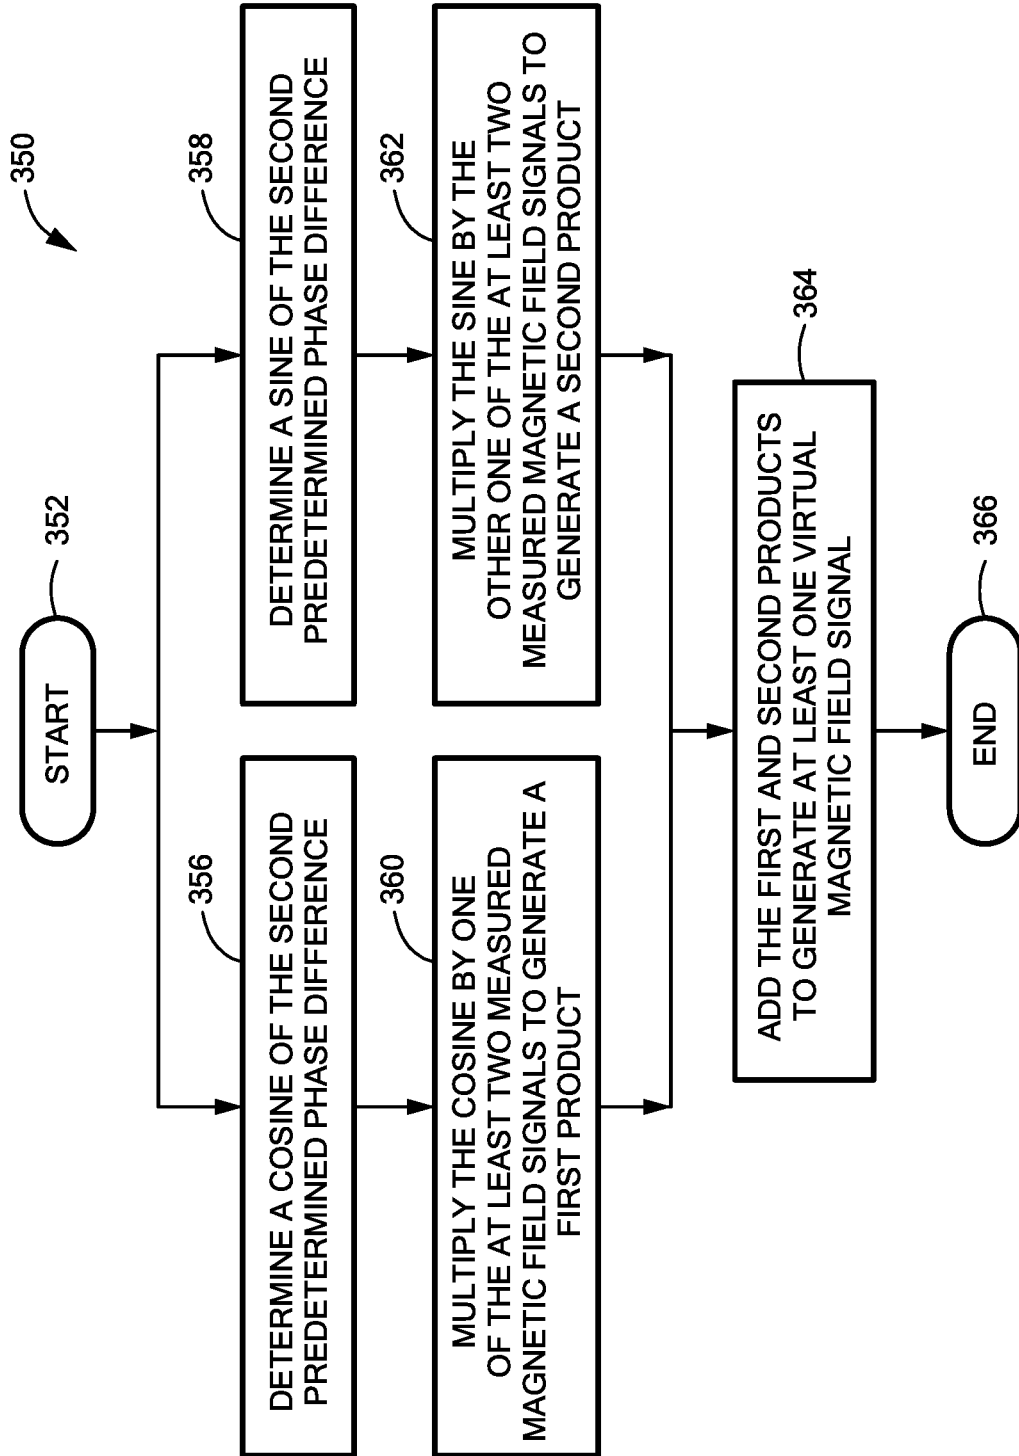 350
START
352
DETERMINE A COSINE OF THE SECOND
PREDETERMINED PHASE DIFFERENCE
356
DETERMINE A SINE OF THE SECOND
PREDETERMINED PHASE DIFFERENCE
358
MULTIPLY THE COSINE BY ONE
OF THE AT LEAST TWO MEASURED
MAGNETIC FIELD SIGNALS TO GENERATE A
FIRST PRODUCT
360
MULTIPLY THE SINE BY THE
OTHER ONE OF THE AT LEAST TWO
MEASURED MAGNETIC FIELD SIGNALS TO
GENERATE A SECOND PRODUCT
362
ADD THE FIRST AND SECOND PRODUCTS
TO GENERATE AT LEAST ONE VIRTUAL
MAGNETIC FIELD SIGNAL
364
END
366